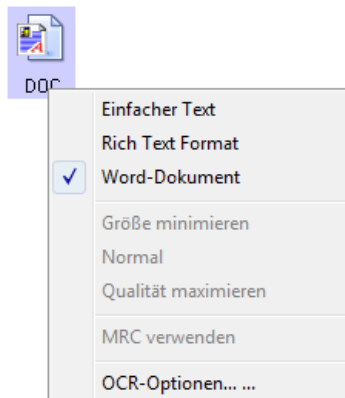 DOC
Einfacher Text
Rich Text Format
Word-Dokument
Größe minimieren
Normal
Qualität maximieren
MRC verwenden
OCR-Optionen... ...